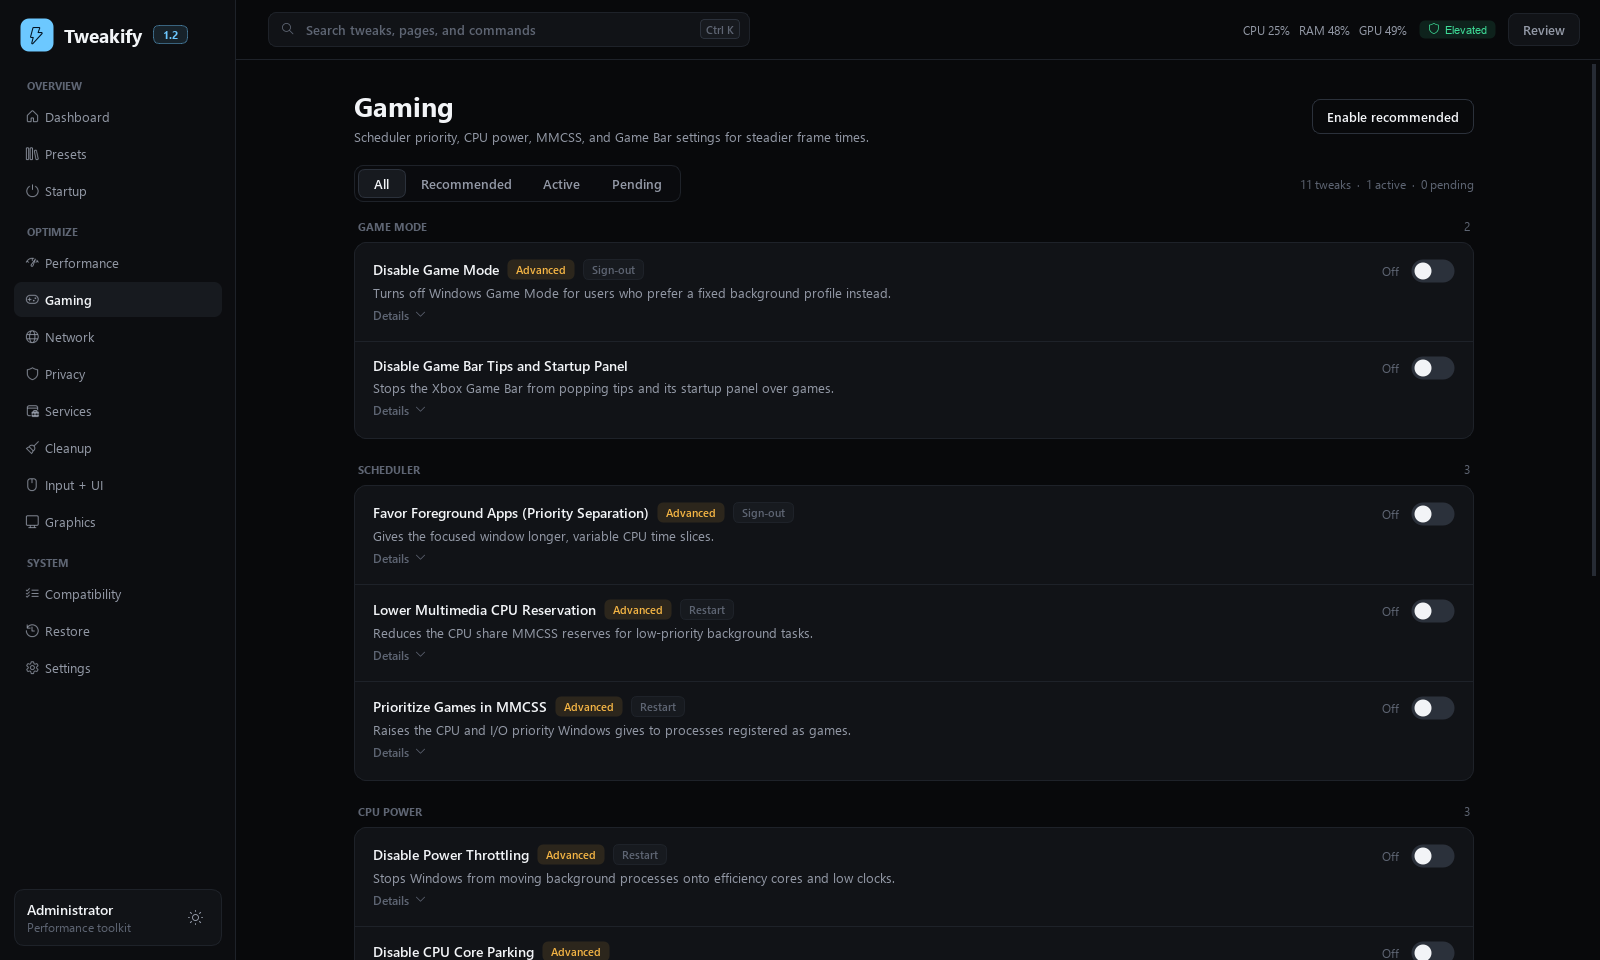 Tweakify 1.2
Search tweaks, pages, and commands Ctrl K
CPU 25% RAM 48% GPU 49% Elevated Review
OVERVIEW
Dashboard
Presets
Startup
OPTIMIZE
Performance
Gaming
Network
Privacy
Services
Cleanup
Input + UI
Graphics
SYSTEM
Compatibility
Restore
Settings
Administrator
Performance toolkit
Gaming
Scheduler priority, CPU power, MMCSS, and Game Bar settings for steadier frame times.
Enable recommended
All Recommended Active Pending
11 tweaks · 1 active · 0 pending
GAME MODE 2
Disable Game Mode Advanced Sign-out Off
Turns off Windows Game Mode for users who prefer a fixed background profile instead.
Details
Disable Game Bar Tips and Startup Panel Off
Stops the Xbox Game Bar from popping tips and its startup panel over games.
Details
SCHEDULER 3
Favor Foreground Apps (Priority Separation) Advanced Sign-out Off
Gives the focused window longer, variable CPU time slices.
Details
Lower Multimedia CPU Reservation Advanced Restart Off
Reduces the CPU share MMCSS reserves for low-priority background tasks.
Details
Prioritize Games in MMCSS Advanced Restart Off
Raises the CPU and I/O priority Windows gives to processes registered as games.
Details
CPU POWER 3
Disable Power Throttling Advanced Restart Off
Stops Windows from moving background processes onto efficiency cores and low clocks.
Details
Disable CPU Core Parking Advanced Off